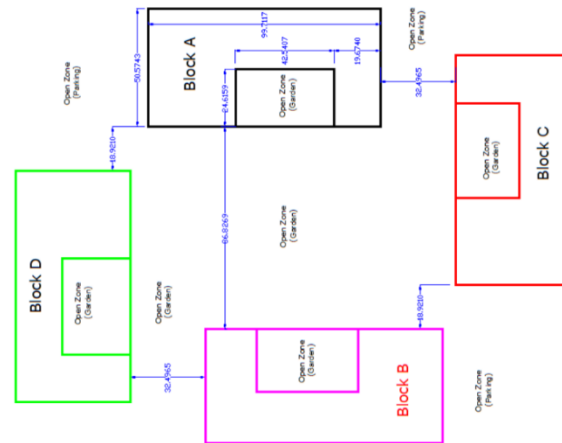 Block A
99.7117
50.5743
42.5407
19.6740
24.6159
Open Zone
(Garden)
Open Zone
(Parking)
Open Zone
(Parking)
32.4965
18.9210
Block C
Open Zone
(Garden)
86.8269
Open Zone
(Garden)
Block D
Open Zone
(Garden)
Open Zone
(Garden)
18.9210
32.4965
Block B
Open Zone
(Garden)
Open Zone
(Parking)